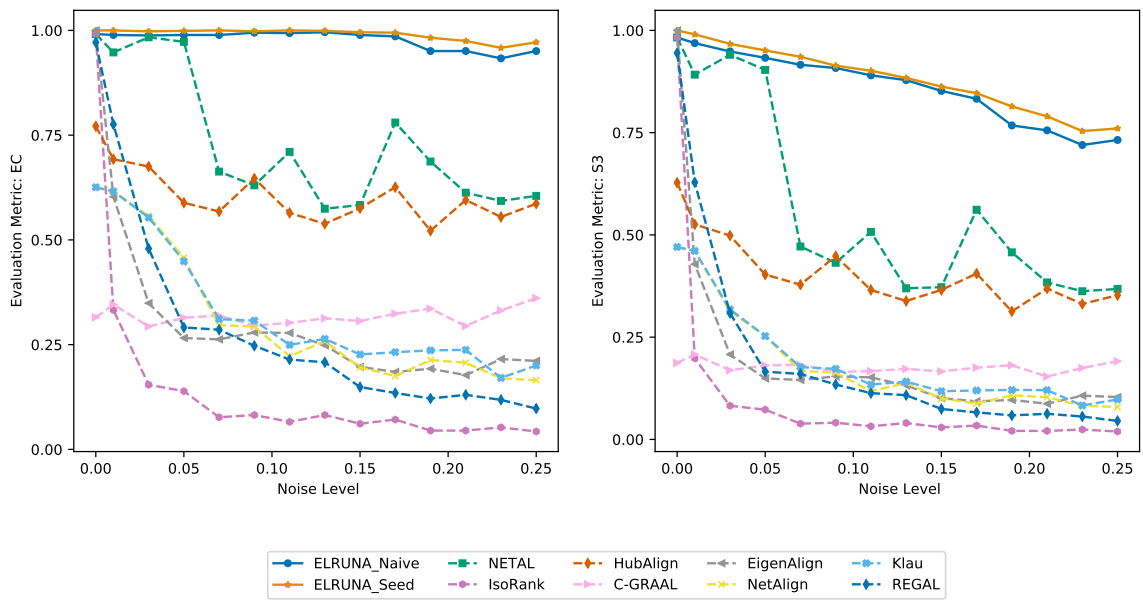 1.00
0.75
0.50
0.25
0.00
Evaluation Metric: EC
0.00 0.05 0.10 0.15 0.20 0.25
Noise Level
1.00
0.75
0.50
0.25
0.00
Evaluation Metric: S3
0.00 0.05 0.10 0.15 0.20 0.25
Noise Level
ELRUNA_Naive NETAL HubAlign EigenAlign Klau
ELRUNA_Seed IsoRank C-GRAAL NetAlign REGAL